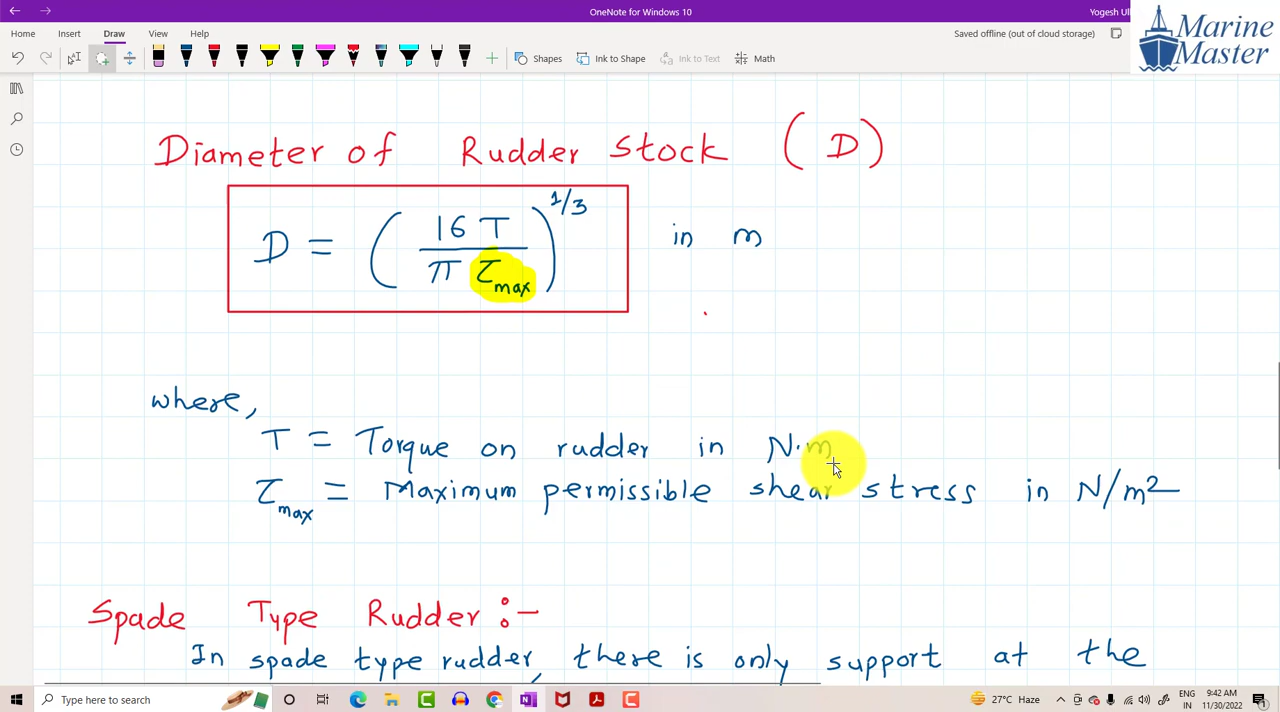 OneNote for Windows 10
Yogesh Ul
Home Insert Draw View Help
Saved offline (out of cloud storage)
Marine
Master
Shapes Ink to Shape Ink to Text Math
Diameter of Rudder Stock (D)
D = (16 T / π τmax)^1/3 in m
where,
T = Torque on rudder in N·m
τmax = Maximum permissible shear stress in N/m²
Spade Type Rudder :-
In spade type rudder, there is only support at the
Type here to search
27°C Haze
ENG
IN
9:42 AM
11/30/2022